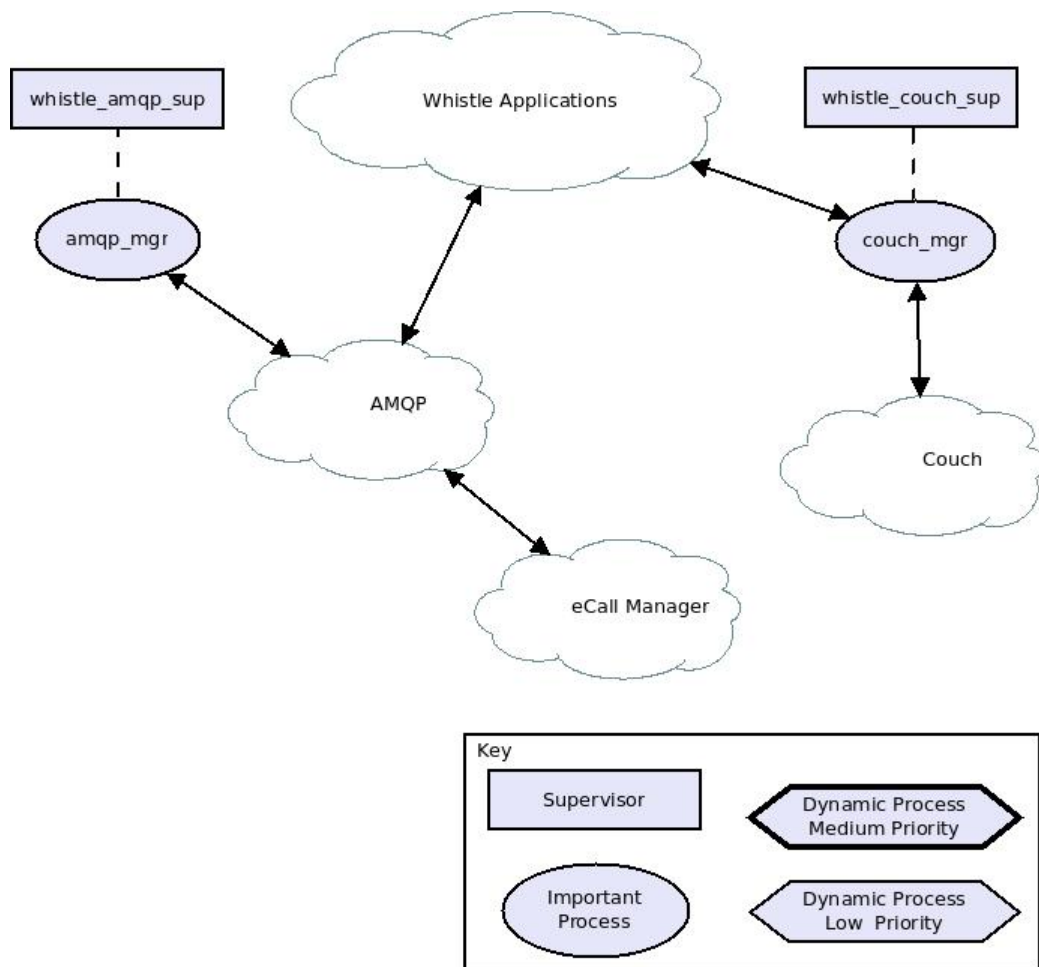 Whistle Applications
whistle_amqp_sup
whistle_couch_sup
amqp_mgr
couch_mgr
AMQP
Couch
eCall Manager
Key
Supervisor
Dynamic Process
Medium Priority
Important
Process
Dynamic Process
Low Priority